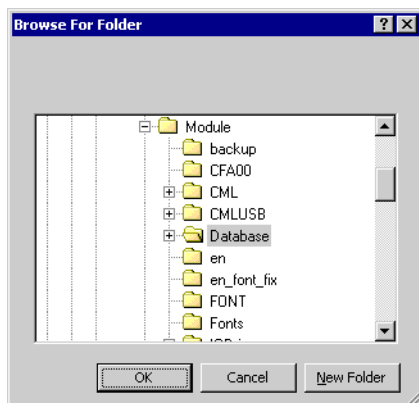 Browse For Folder
Module
backup
CFA00
CML
CMLUSB
Database
en
en_font_fix
FONT
Fonts
OK Cancel New Folder